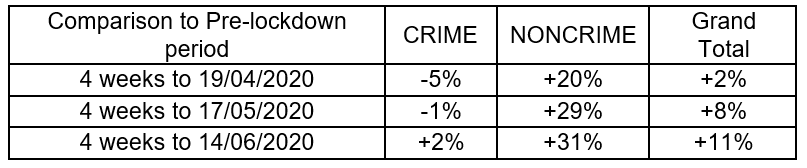 Comparison to Pre-lockdown period CRIME NONCRIME Grand Total
4 weeks to 19/04/2020 -5% +20% +2%
4 weeks to 17/05/2020 -1% +29% +8%
4 weeks to 14/06/2020 +2% +31% +11%